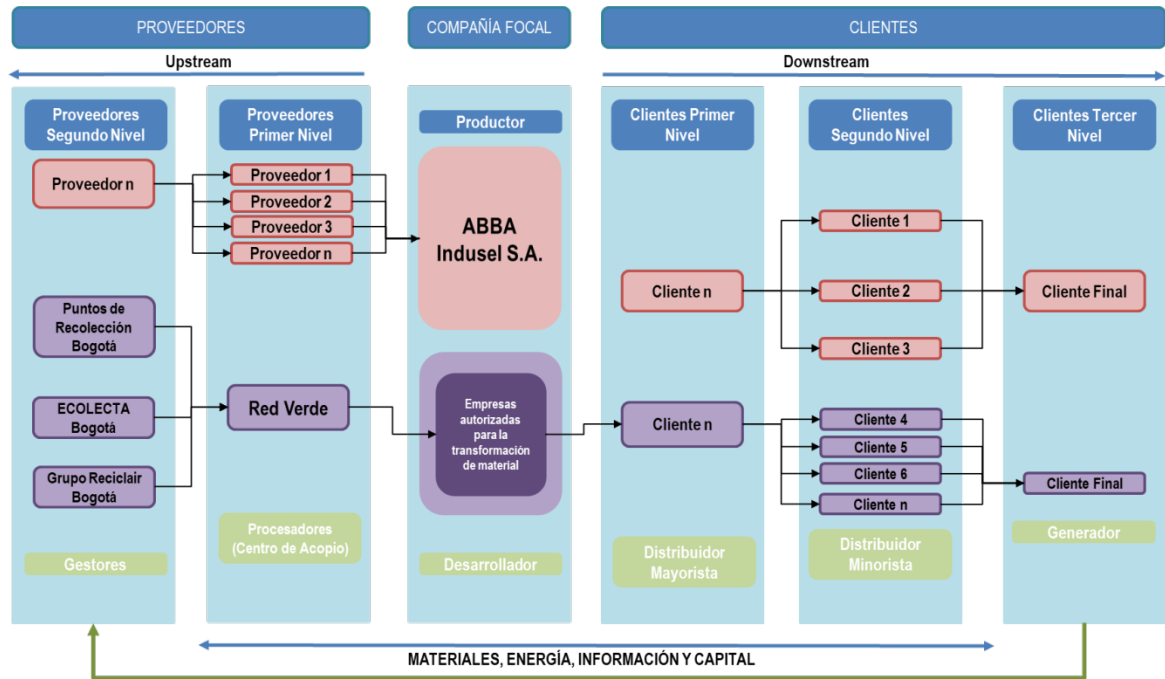 PROVEEDORES
COMPAÑÍA FOCAL
CLIENTES
Upstream
Downstream
Proveedores
Segundo Nivel
Proveedores
Primer Nivel
Productor
Clientes Primer
Nivel
Clientes
Segundo Nivel
Clientes Tercer
Nivel
Proveedor n
Proveedor 1
Proveedor 2
Proveedor 3
Proveedor n
ABBA
Indusel S.A.
Cliente n
Cliente 1
Cliente 2
Cliente 3
Cliente Final
Puntos de
Recolección
Bogotá
ECOLECTA
Bogotá
Grupo Reciclair
Bogotá
Red Verde
Empresas
autorizadas
para la
transformación
de material
Cliente n
Cliente 4
Cliente 5
Cliente 6
Cliente n
Cliente Final
Gestores
Procesadores
(Centro de Acopio)
Desarrollador
Distribuidor
Mayorista
Distribuidor
Minorista
Generador
MATERIALES, ENERGÍA, INFORMACIÓN Y CAPITAL